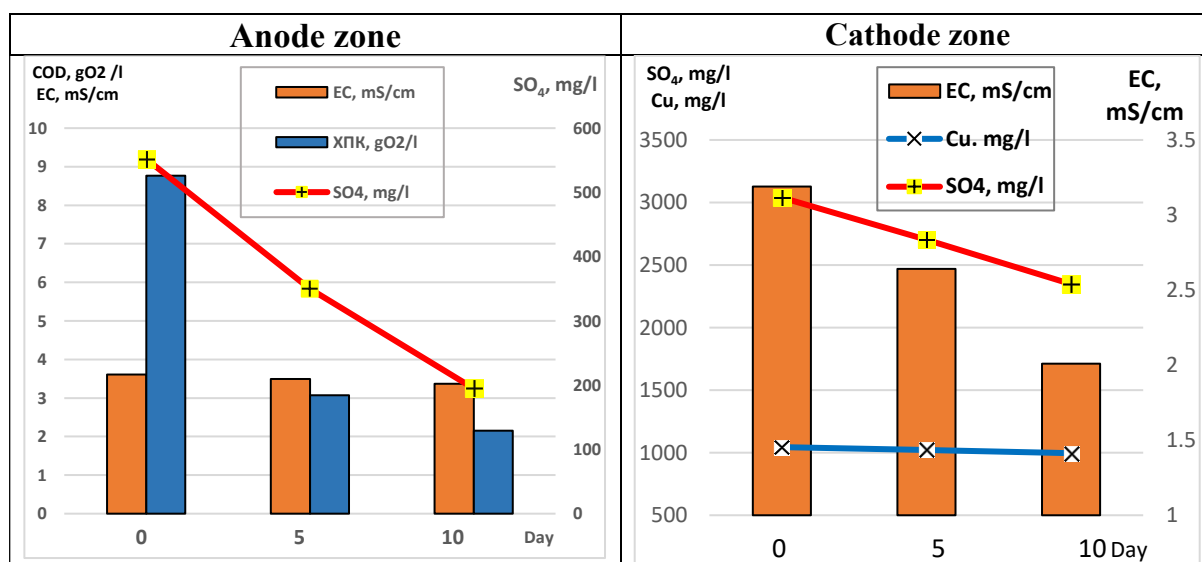 Anode zone
COD, gO2 /l
EC, mS/cm
SO₄, mg/l
EC, mS/cm
ХПК, gO2/l
SO4, mg/l
10
9
8
7
6
5
4
3
2
1
0
600
500
400
300
200
100
0
0 5 10 Day
Cathode zone
SO₄, mg/l
Cu, mg/l
EC,
mS/cm
EC, mS/cm
Cu. mg/l
SO4, mg/l
3500
3000
2500
2000
1500
1000
500
3.5
3
2.5
2
1.5
1
0 5 10 Day